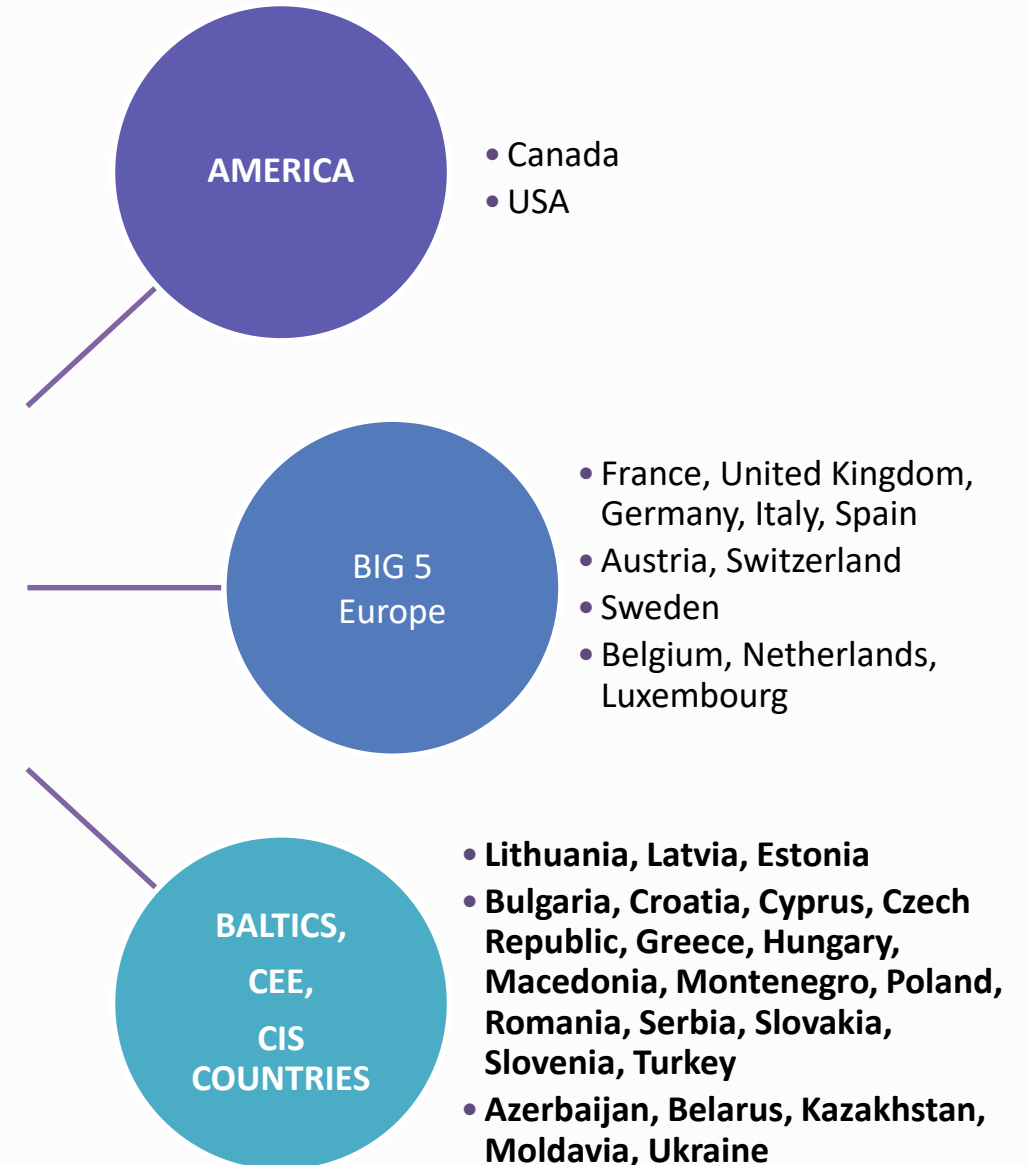 AMERICA
• Canada
• USA
BIG 5
Europe
• France, United Kingdom,
Germany, Italy, Spain
• Austria, Switzerland
• Sweden
• Belgium, Netherlands,
Luxembourg
BALTICS,
CEE,
CIS
COUNTRIES
• Lithuania, Latvia, Estonia
• Bulgaria, Croatia, Cyprus, Czech
Republic, Greece, Hungary,
Macedonia, Montenegro, Poland,
Romania, Serbia, Slovakia,
Slovenia, Turkey
• Azerbaijan, Belarus, Kazakhstan,
Moldavia, Ukraine